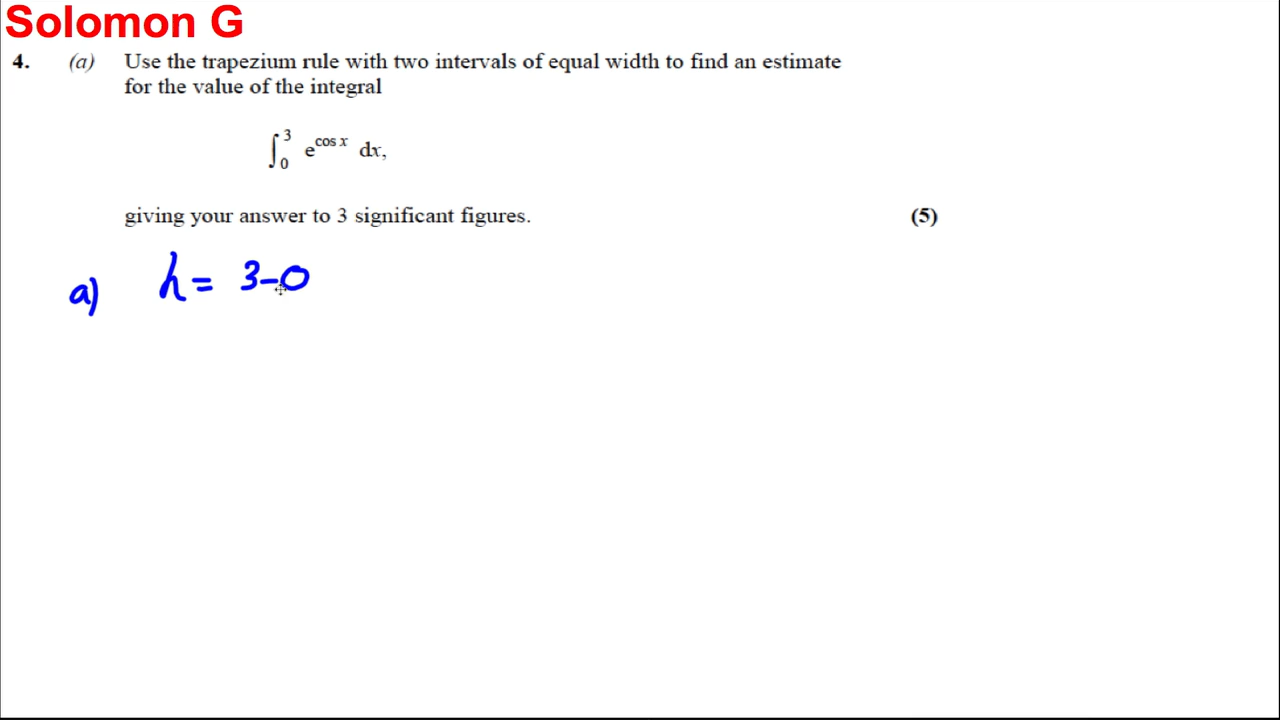 Solomon G
4. (a) Use the trapezium rule with two intervals of equal width to find an estimate
for the value of the integral
∫₀³ e^(cos x) dx,
giving your answer to 3 significant figures. (5)
a) h = 3-0